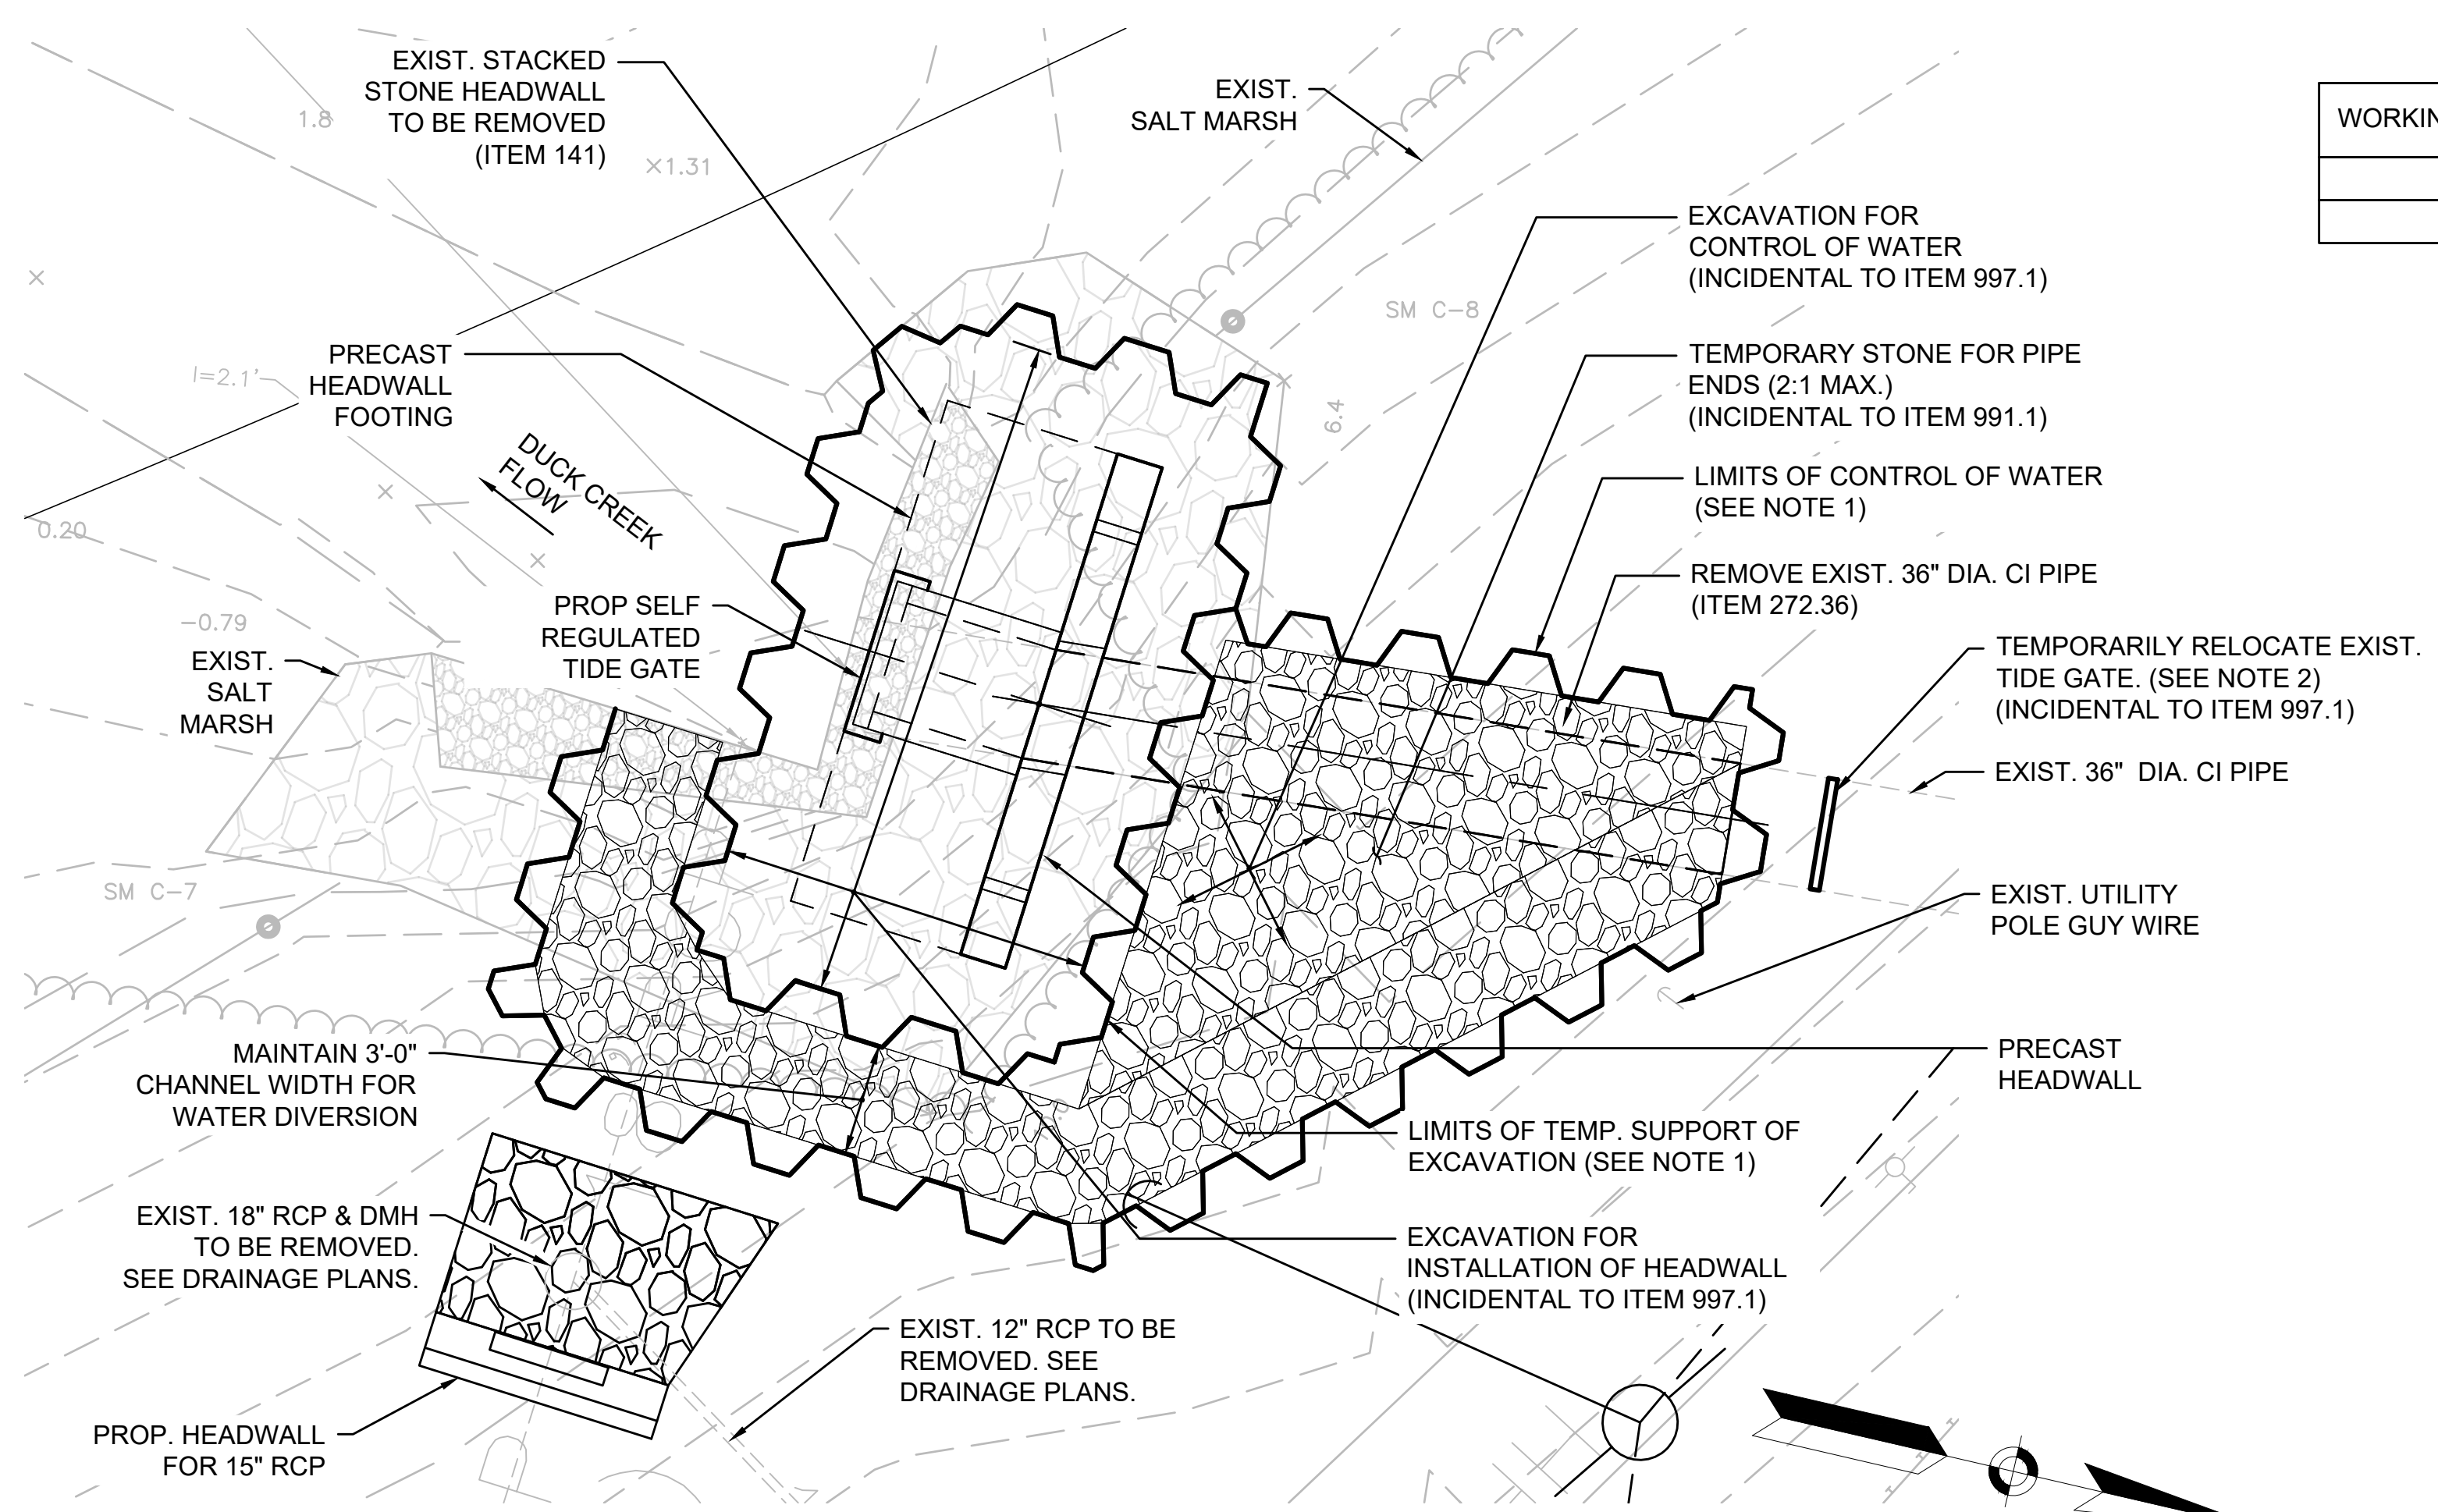 EXIST. STACKED
STONE HEADWALL
TO BE REMOVED
(ITEM 141)
EXIST.
SALT MARSH
1.8
×1.31
EXCAVATION FOR
CONTROL OF WATER
(INCIDENTAL TO ITEM 997.1)
SM C-8
PRECAST
HEADWALL
FOOTING
TEMPORARY STONE FOR PIPE
ENDS (2:1 MAX.)
(INCIDENTAL TO ITEM 991.1)
I=2.1'
6.4
DUCK CREEK
FLOW
LIMITS OF CONTROL OF WATER
(SEE NOTE 1)
0.20
REMOVE EXIST. 36" DIA. CI PIPE
(ITEM 272.36)
PROP SELF
REGULATED
TIDE GATE
-0.79
EXIST.
SALT
MARSH
TEMPORARILY RELOCATE EXIST.
TIDE GATE. (SEE NOTE 2)
(INCIDENTAL TO ITEM 997.1)
EXIST. 36" DIA. CI PIPE
SM C-7
EXIST. UTILITY
POLE GUY WIRE
MAINTAIN 3'-0"
CHANNEL WIDTH FOR
WATER DIVERSION
PRECAST
HEADWALL
LIMITS OF TEMP. SUPPORT OF
EXCAVATION (SEE NOTE 1)
EXIST. 18" RCP & DMH
TO BE REMOVED.
SEE DRAINAGE PLANS.
EXCAVATION FOR
INSTALLATION OF HEADWALL
(INCIDENTAL TO ITEM 997.1)
EXIST. 12" RCP TO BE
REMOVED. SEE
DRAINAGE PLANS.
PROP. HEADWALL
FOR 15" RCP